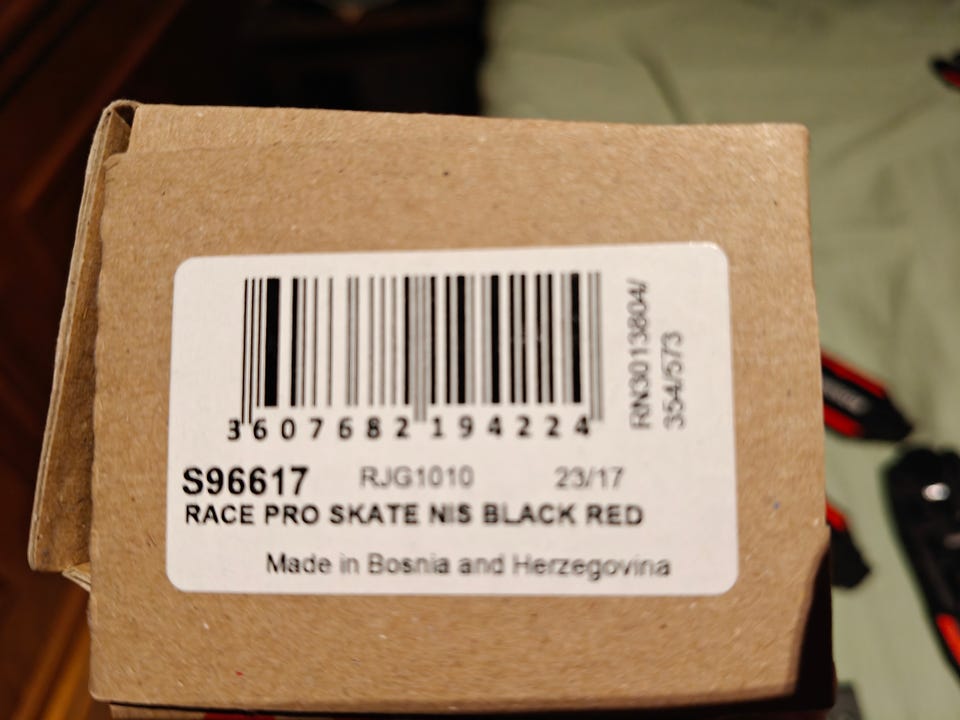 3607682194224
RN3013804/
354/573
S96617 RJG1010 23/17
RACE PRO SKATE NIS BLACK RED
Made in Bosnia and Herzegovina